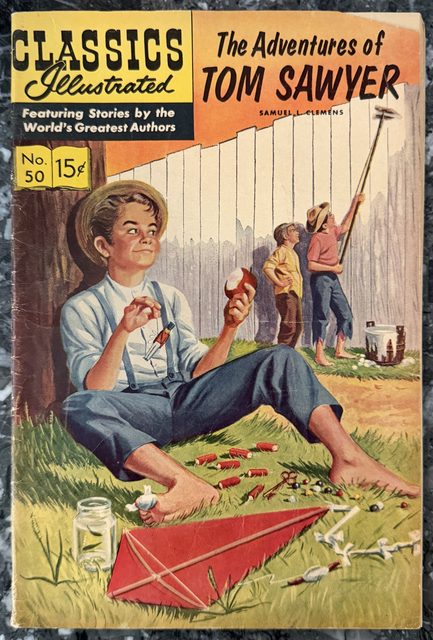 CLASSICS
Illustrated
Featuring Stories by the
World's Greatest Authors
No.
50
15¢
The Adventures of
TOM SAWYER
SAMUEL L. CLEMENS